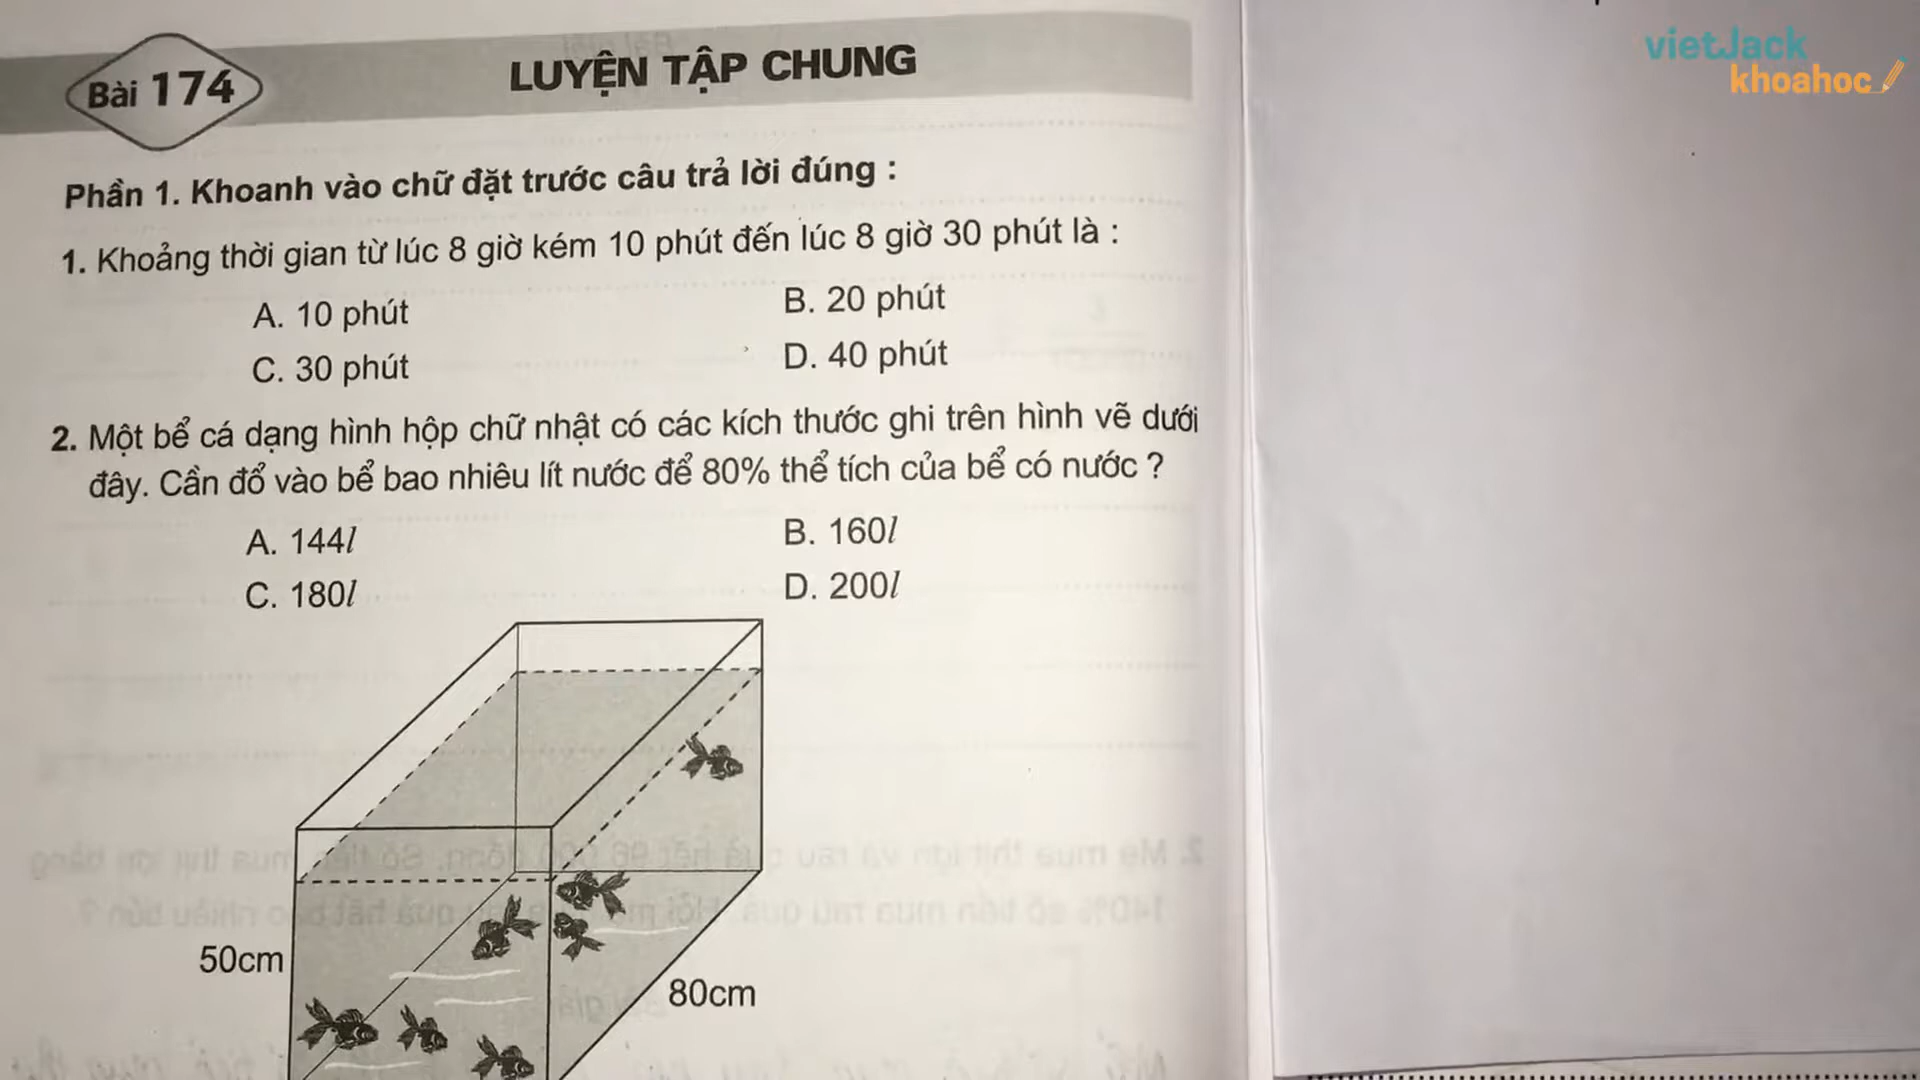 vietJack
khoahoc
Bài 174
LUYỆN TẬP CHUNG
Phần 1. Khoanh vào chữ đặt trước câu trả lời đúng :
1. Khoảng thời gian từ lúc 8 giờ kém 10 phút đến lúc 8 giờ 30 phút là :
A. 10 phút
B. 20 phút
C. 30 phút
D. 40 phút
2. Một bể cá dạng hình hộp chữ nhật có các kích thước ghi trên hình vẽ dưới
đây. Cần đổ vào bể bao nhiêu lít nước để 80% thể tích của bể có nước ?
A. 144l
B. 160l
C. 180l
D. 200l
50cm
80cm